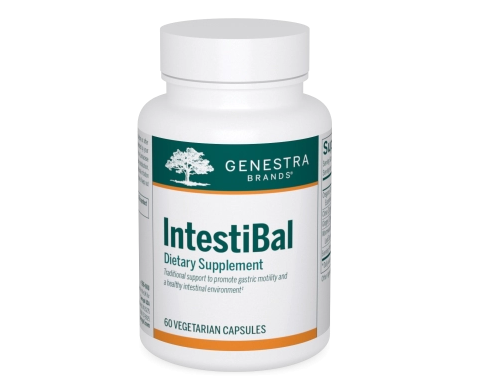 GENESTRA
BRANDS®
IntestiBal
Dietary Supplement
Traditional support to promote gastric motility and
a healthy intestinal environment‡
60 VEGETARIAN CAPSULES